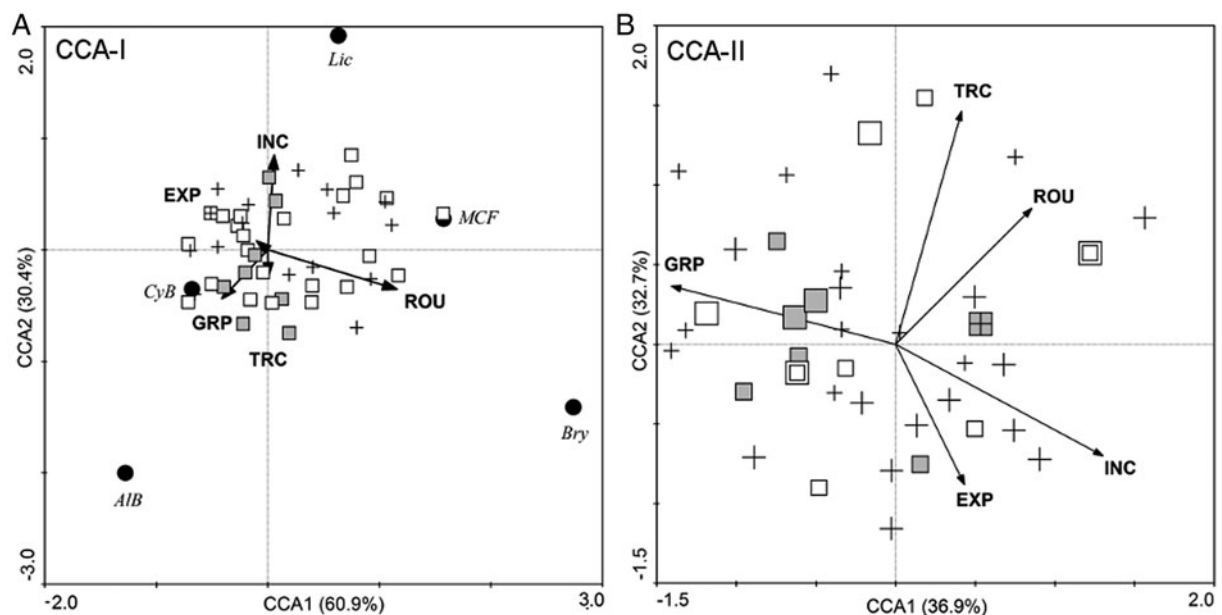 A
CCA-I
2.0
Lic
INC
EXP
MCF
CyB
GRP
ROU
TRC
Bry
AlB
CCA2 (30.4%)
-3.0
-2.0
CCA1 (60.9%)
3.0
B
CCA-II
2.0
TRC
ROU
GRP
CCA2 (32.7%)
INC
EXP
-1.5
-1.5
CCA1 (36.9%)
2.0